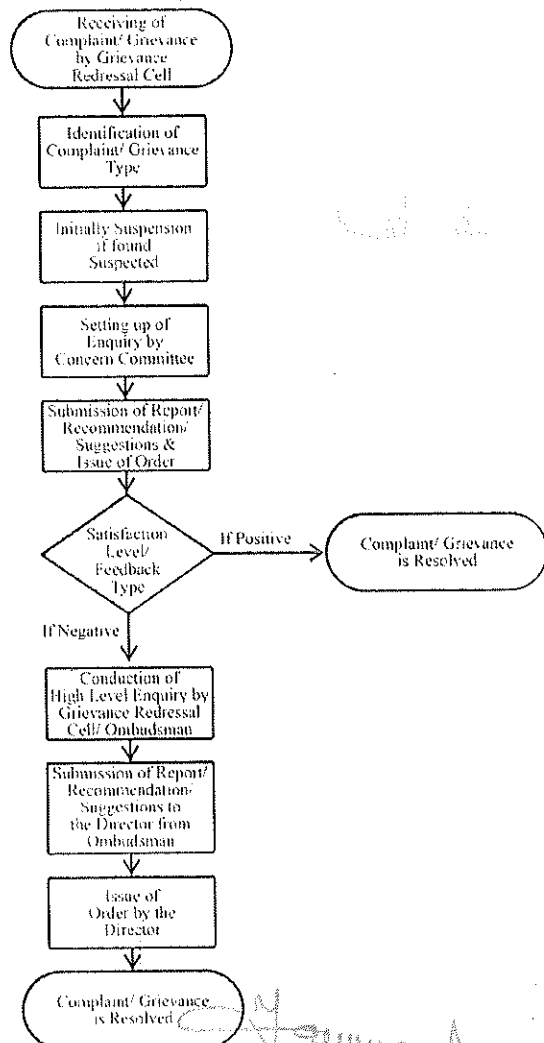 Receiving of
Complaint/ Grievance
by Grievance
Redressal Cell
Identification of
Complaint/ Grievance
Type
Initially Suspension
if found
Suspected
Setting up of
Enquiry by
Concern Committee
Submission of Report/
Recommendation/
Suggestions &
Issue of Order
Satisfaction
Level/
Feedback
Type
If Positive
Complaint/ Grievance
is Resolved
If Negative
Conduction of
High Level Enquiry by
Grievance Redressal
Cell/ Ombudsman
Submission of Report/
Recommendation/
Suggestions to
the Director from
Ombudsman
Issue of
Order by the
Director
Complaint/ Grievance
is Resolved